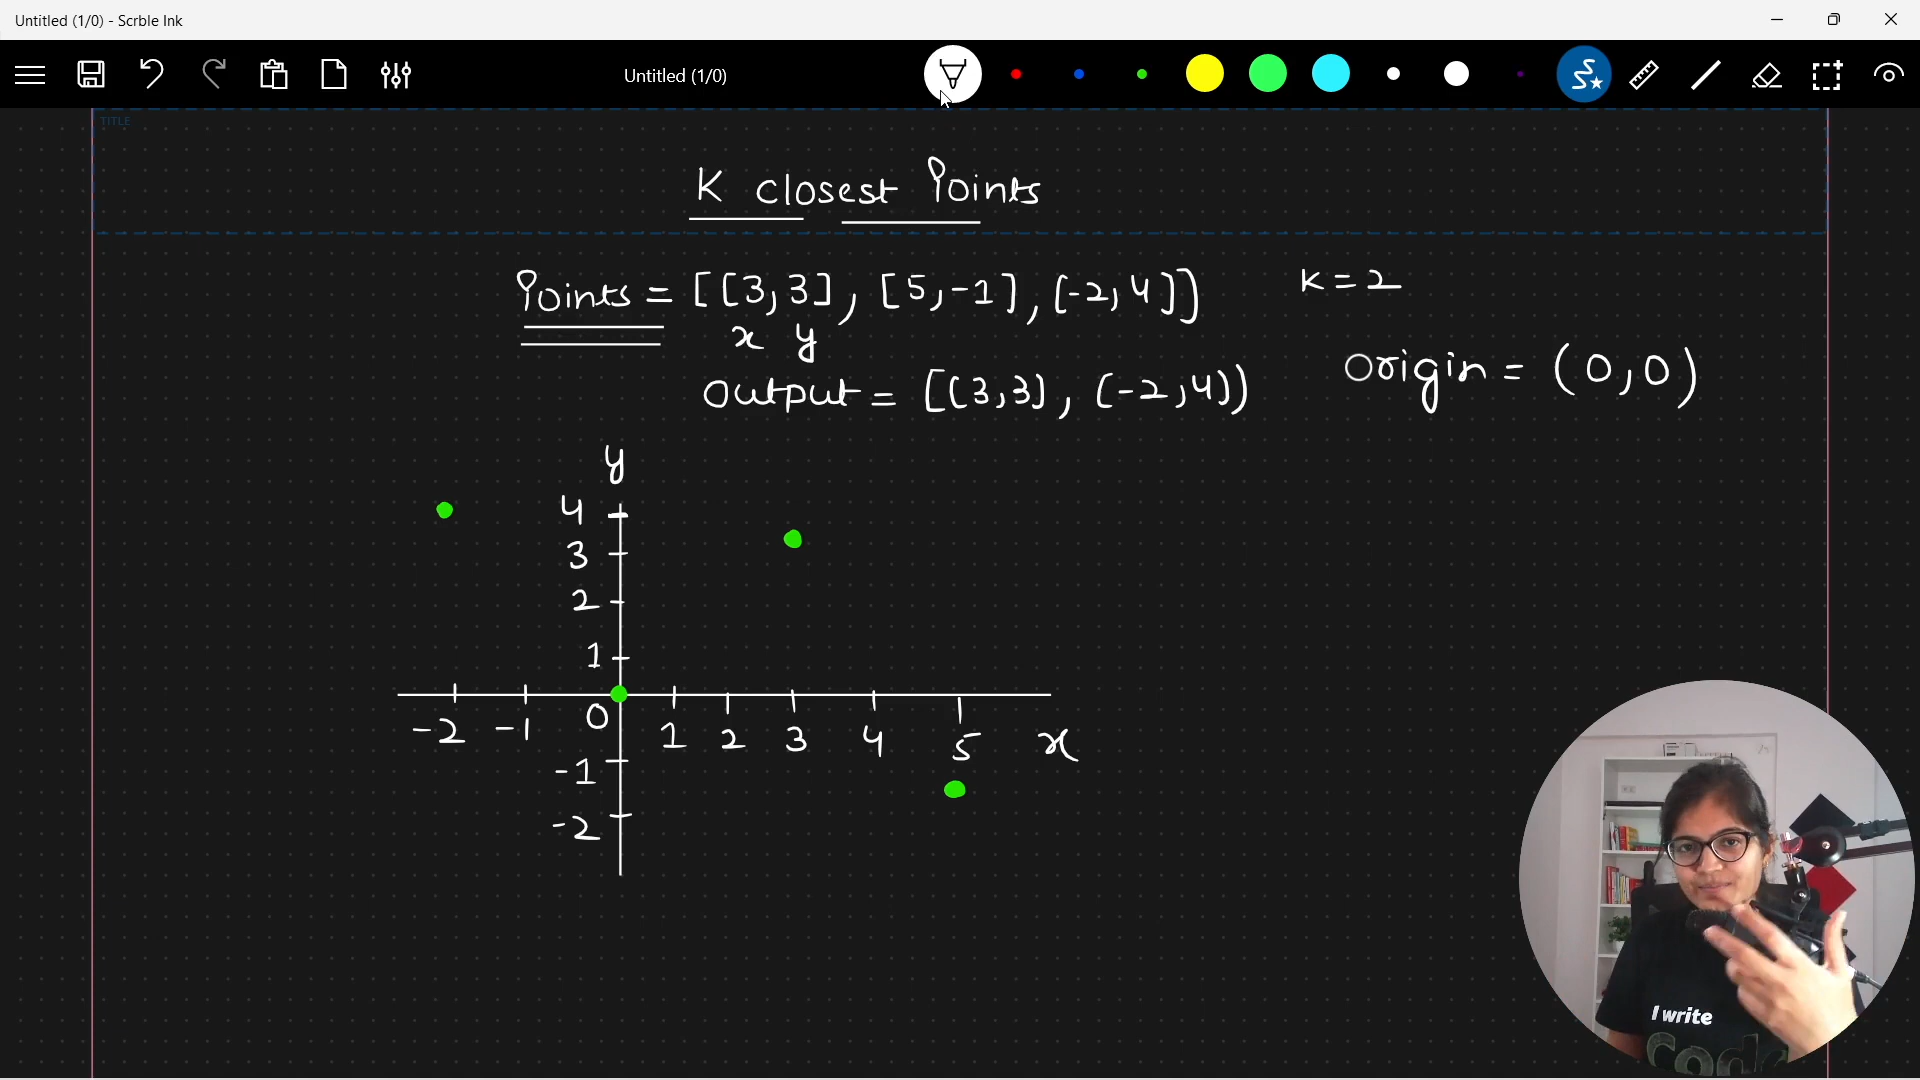 Untitled (1/0) - Scrble Ink
Untitled (1/0)
TITLE
K closest Points
Points = [[3,3], [5,-1], [-2,4]] K = 2
x y
Origin = (0,0)
Output = [[3,3], [-2,4]]
y
4
3
2
1
-2 -1 0 1 2 3 4 5 x
-1
-2
I write
Code